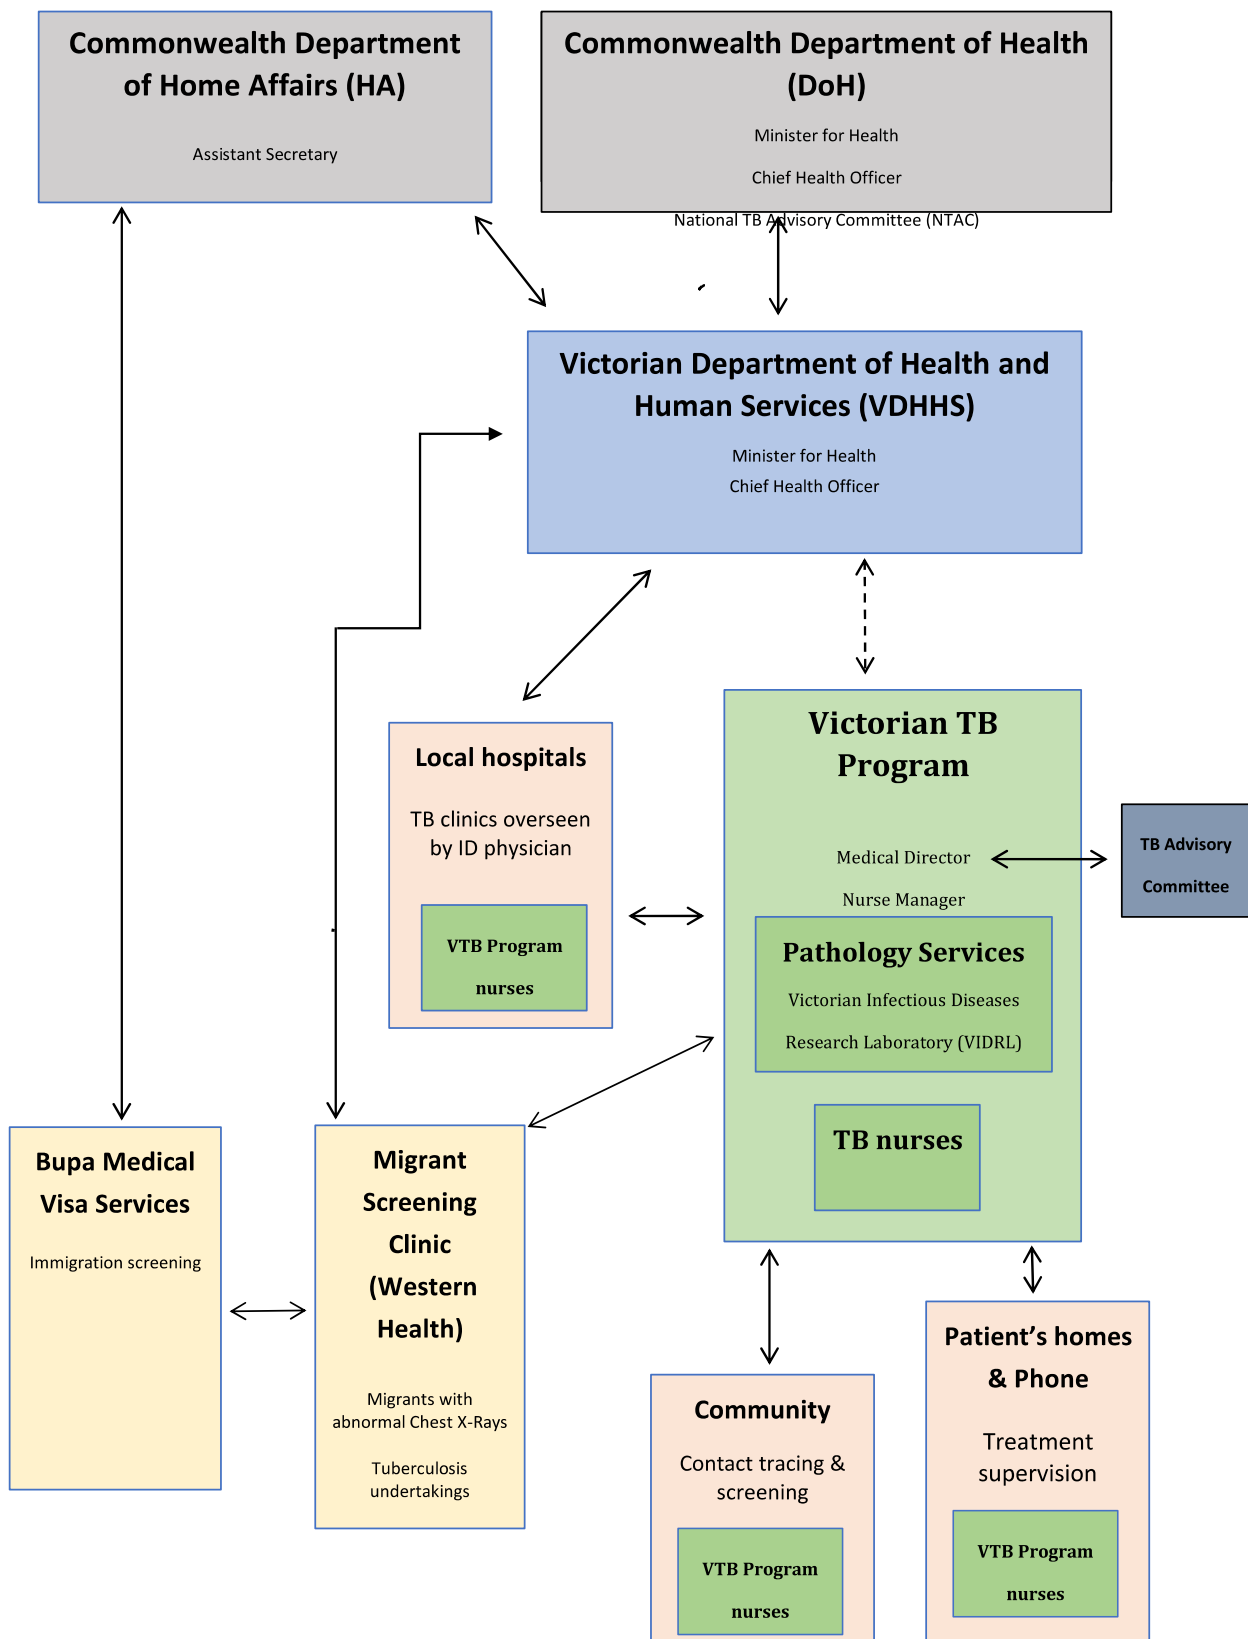 Commonwealth Department
of Home Affairs (HA)
Assistant Secretary
Commonwealth Department of Health
(DoH)
Minister for Health
Chief Health Officer
National TB Advisory Committee (NTAC)
Victorian Department of Health and
Human Services (VDHHS)
Minister for Health
Chief Health Officer
Local hospitals
TB clinics overseen
by ID physician
VTB Program
nurses
Victorian TB
Program
Medical Director
Nurse Manager
Pathology Services
Victorian Infectious Diseases
Research Laboratory (VIDRL)
TB nurses
TB Advisory
Committee
Bupa Medical
Visa Services
Immigration screening
Migrant
Screening
Clinic
(Western
Health)
Migrants with
abnormal Chest X-Rays
Tuberculosis
undertakings
Community
Contact tracing &
screening
VTB Program
nurses
Patient’s homes
& Phone
Treatment
supervision
VTB Program
nurses